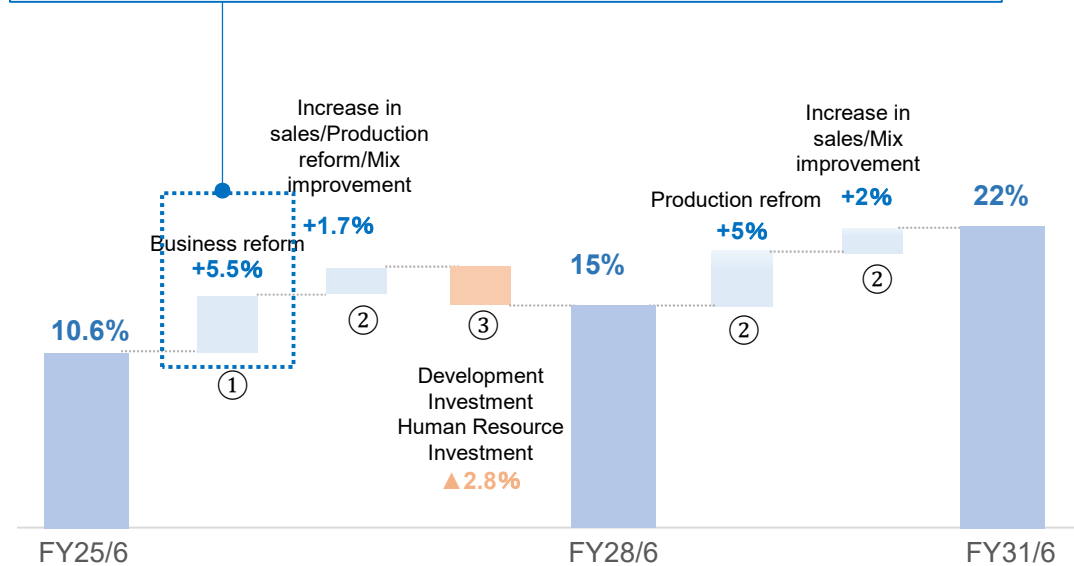 Increase in
sales/Production
reform/Mix
improvement
+1.7%
Business reform
+5.5%
10.6%
①
②
③
Development
Investment
Human Resource
Investment
▲2.8%
15%
Production refrom
+5%
②
Increase in
sales/Mix
improvement
+2%
②
22%
FY25/6
FY28/6
FY31/6